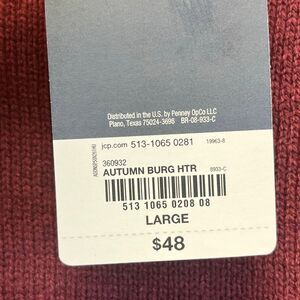 Distributed in the U.S. by Penney OpCo LLC
Plano, Texas 75024-3698 BR-08-933-C
jcp.com 513-1065 0281 19963-8
360932
AUTUMN BURG HTR 8933-C
513 1065 0208 08
LARGE
$48